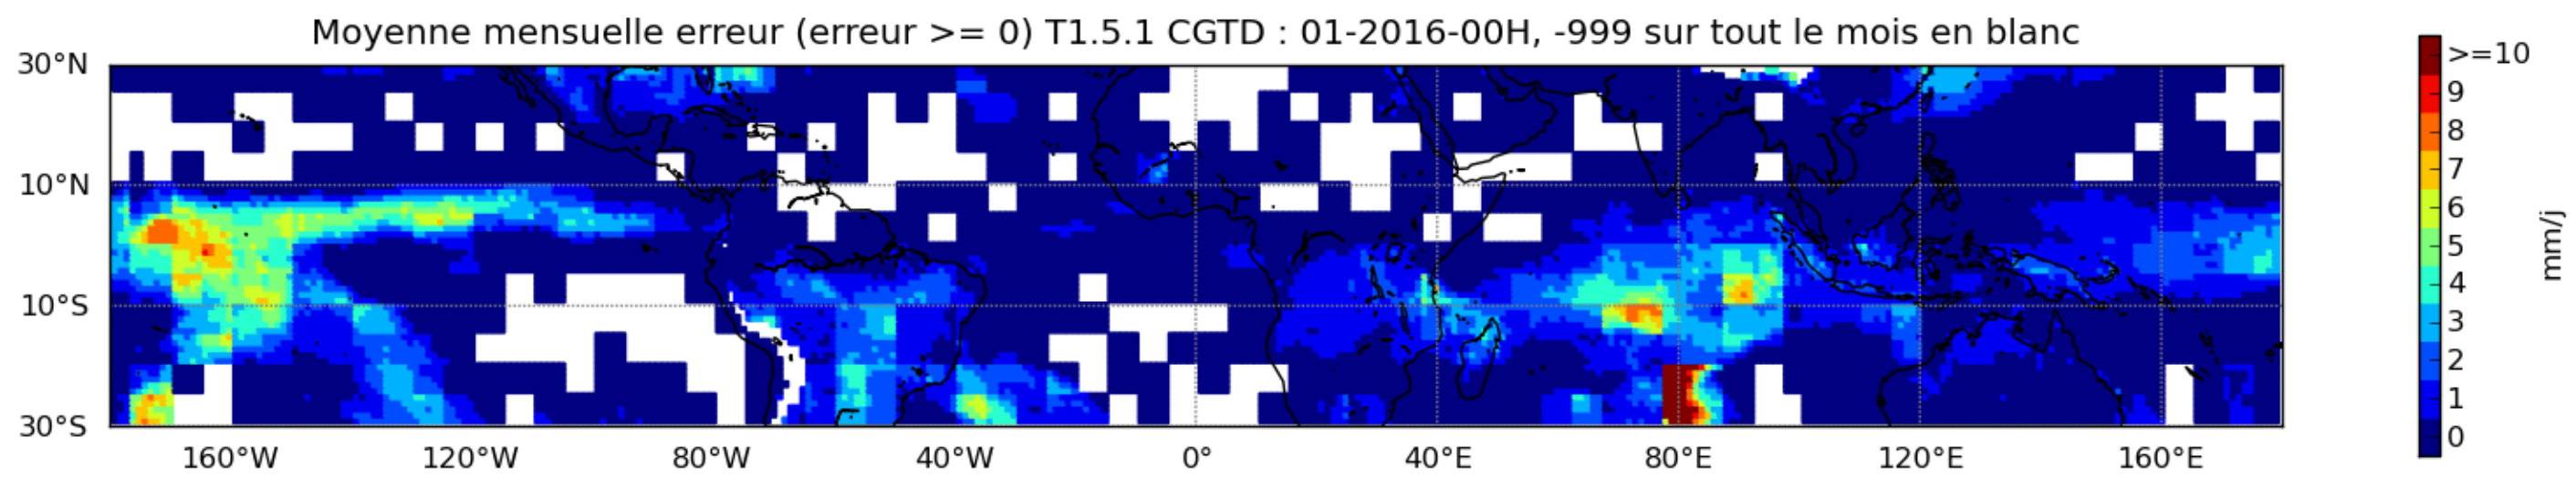 Moyenne mensuelle erreur (erreur >= 0) T1.5.1 CGTD : 01-2016-00H, -999 sur tout le mois en blanc
30°N
10°N
10°S
30°S
160°W 120°W 80°W 40°W 0° 40°E 80°E 120°E 160°E
>=10
9
8
7
6
5
4
3
2
1
0
mm/j